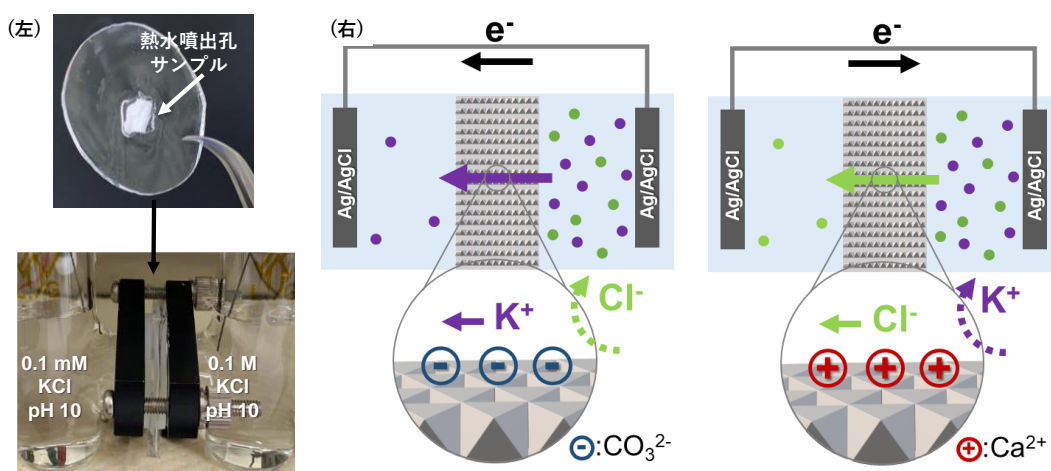 (左)
熱水噴出孔
サンプル
0.1 mM
KCl
pH 10
0.1 M
KCl
pH 10
(右)
e-
Ag/AgCl
Ag/AgCl
Cl-
K+
:CO₃²⁻
e-
Ag/AgCl
Ag/AgCl
K+
Cl-
:Ca²⁺